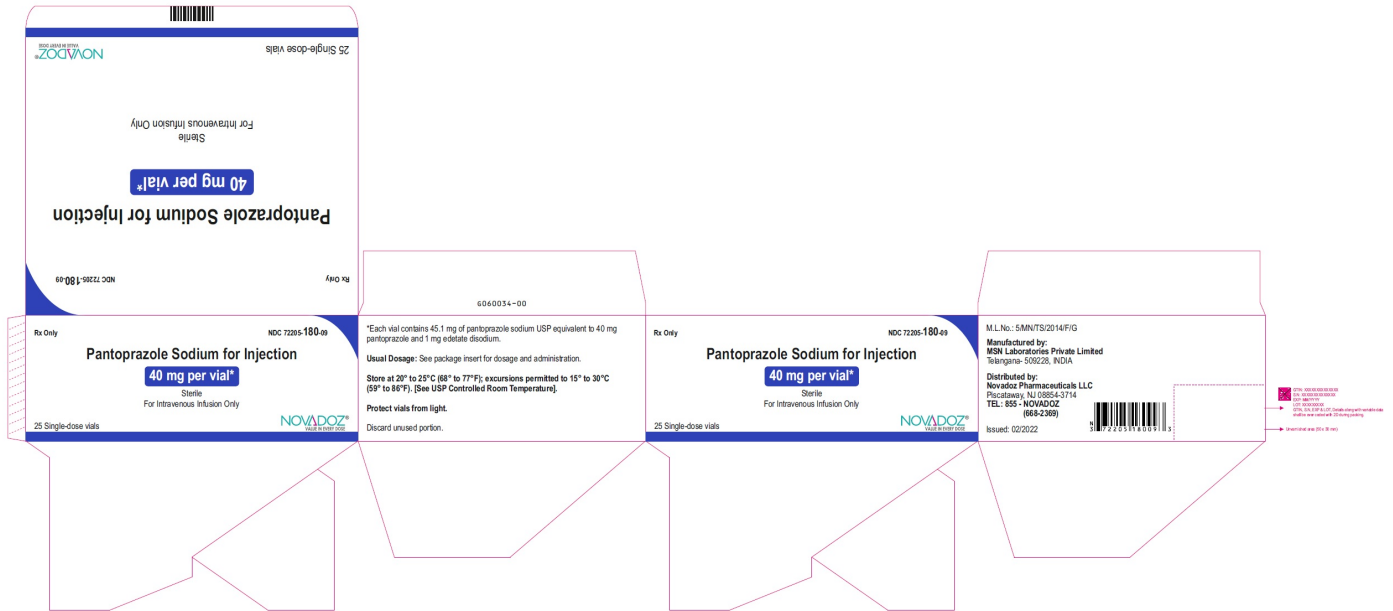 25 Single-dose vials
NOVADOZ®
VALUE IN EVERY DOSE
Sterile
For Intravenous Infusion Only
40 mg per vial*
Pantoprazole Sodium for Injection
Rx Only
NDC 72205-180-09
Rx Only
NDC 72205-180-09
Pantoprazole Sodium for Injection
40 mg per vial*
Sterile
For Intravenous Infusion Only
25 Single-dose vials
NOVADOZ®
VALUE IN EVERY DOSE
G060034-00
*Each vial contains 45.1 mg of pantoprazole sodium USP equivalent to 40 mg
pantoprazole and 1 mg edetate disodium.
Usual Dosage: See package insert for dosage and administration.
Store at 20° to 25°C (68° to 77°F); excursions permitted to 15° to 30°C
(59° to 86°F). [See USP Controlled Room Temperature].
Protect vials from light.
Discard unused portion.
Rx Only
NDC 72205-180-09
Pantoprazole Sodium for Injection
40 mg per vial*
Sterile
For Intravenous Infusion Only
25 Single-dose vials
NOVADOZ®
VALUE IN EVERY DOSE
M.L.No.: 5/MN/TS/2014/F/G
Manufactured by:
MSN Laboratories Private Limited
Telangana- 509228, INDIA
Distributed by:
Novadoz Pharmaceuticals LLC
Piscataway, NJ 08854-3714
TEL: 855 - NOVADOZ
(668-2369)
Issued: 02/2022
N
3 72205 18009 3